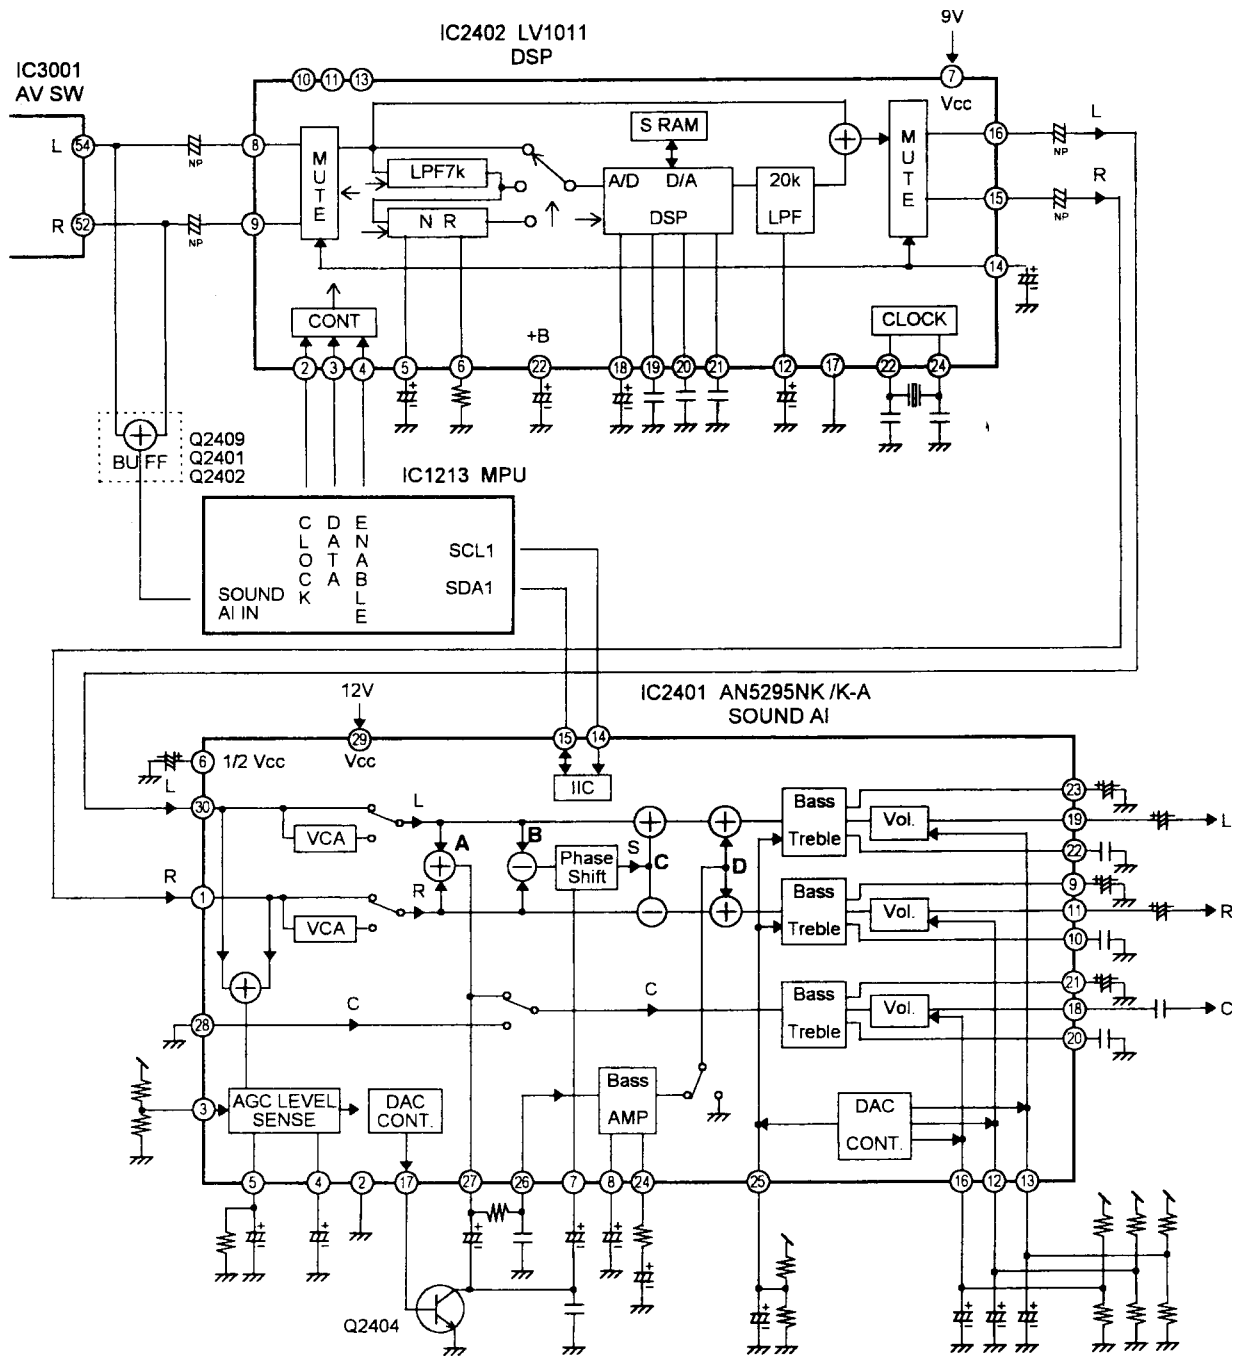 IC2402 LV1011
DSP
9V
IC3001
AV SW
10 11 13
7
Vcc
L
54
NP
8
MUTE
LPF7k
S RAM
A/D D/A
DSP
20k
LPF
MUTE
16
NP
L
R
52
NP
9
N R
15
NP
R
14
CONT
+B
CLOCK
2 3 4 5 6 22 18 19 20 21 12 17 22 24
BUFF
Q2409
Q2401
Q2402
IC1213 MPU
CLOCK
DATA
ENABLE
SCL1
SDA1
SOUND
AI IN
IC2401 AN5295NK /K-A
SOUND AI
12V
29
Vcc
15 14
IIC
6
1/2 Vcc
L
30
VCA
L
A
B
Phase
Shift
S
C
D
Bass
Treble
Vol.
23
19
L
22
R
1
VCA
R
Bass
Treble
Vol.
9
11
R
10
C
28
C
Bass
Treble
Vol.
21
18
C
20
3
AGC LEVEL
SENSE
DAC
CONT.
Bass
AMP
DAC
CONT.
5 4 2 17 27 26 7 8 24 25 16 12 13
Q2404